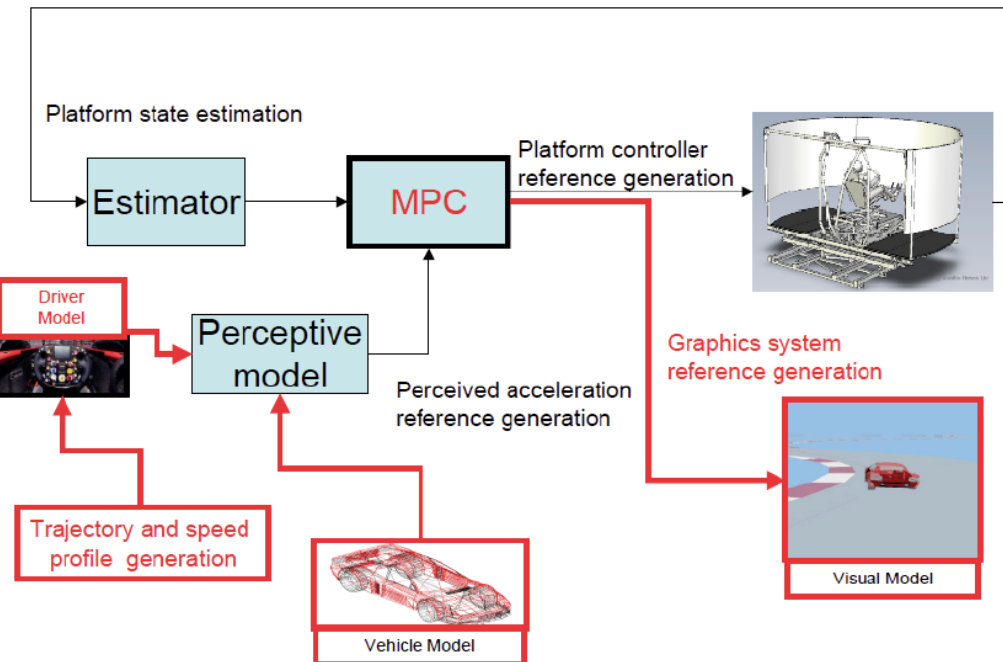 Platform state estimation
Estimator
MPC
Platform controller
reference generation
Driver
Model
Perceptive
model
Perceived acceleration
reference generation
Graphics system
reference generation
Trajectory and speed
profile generation
Vehicle Model
Visual Model